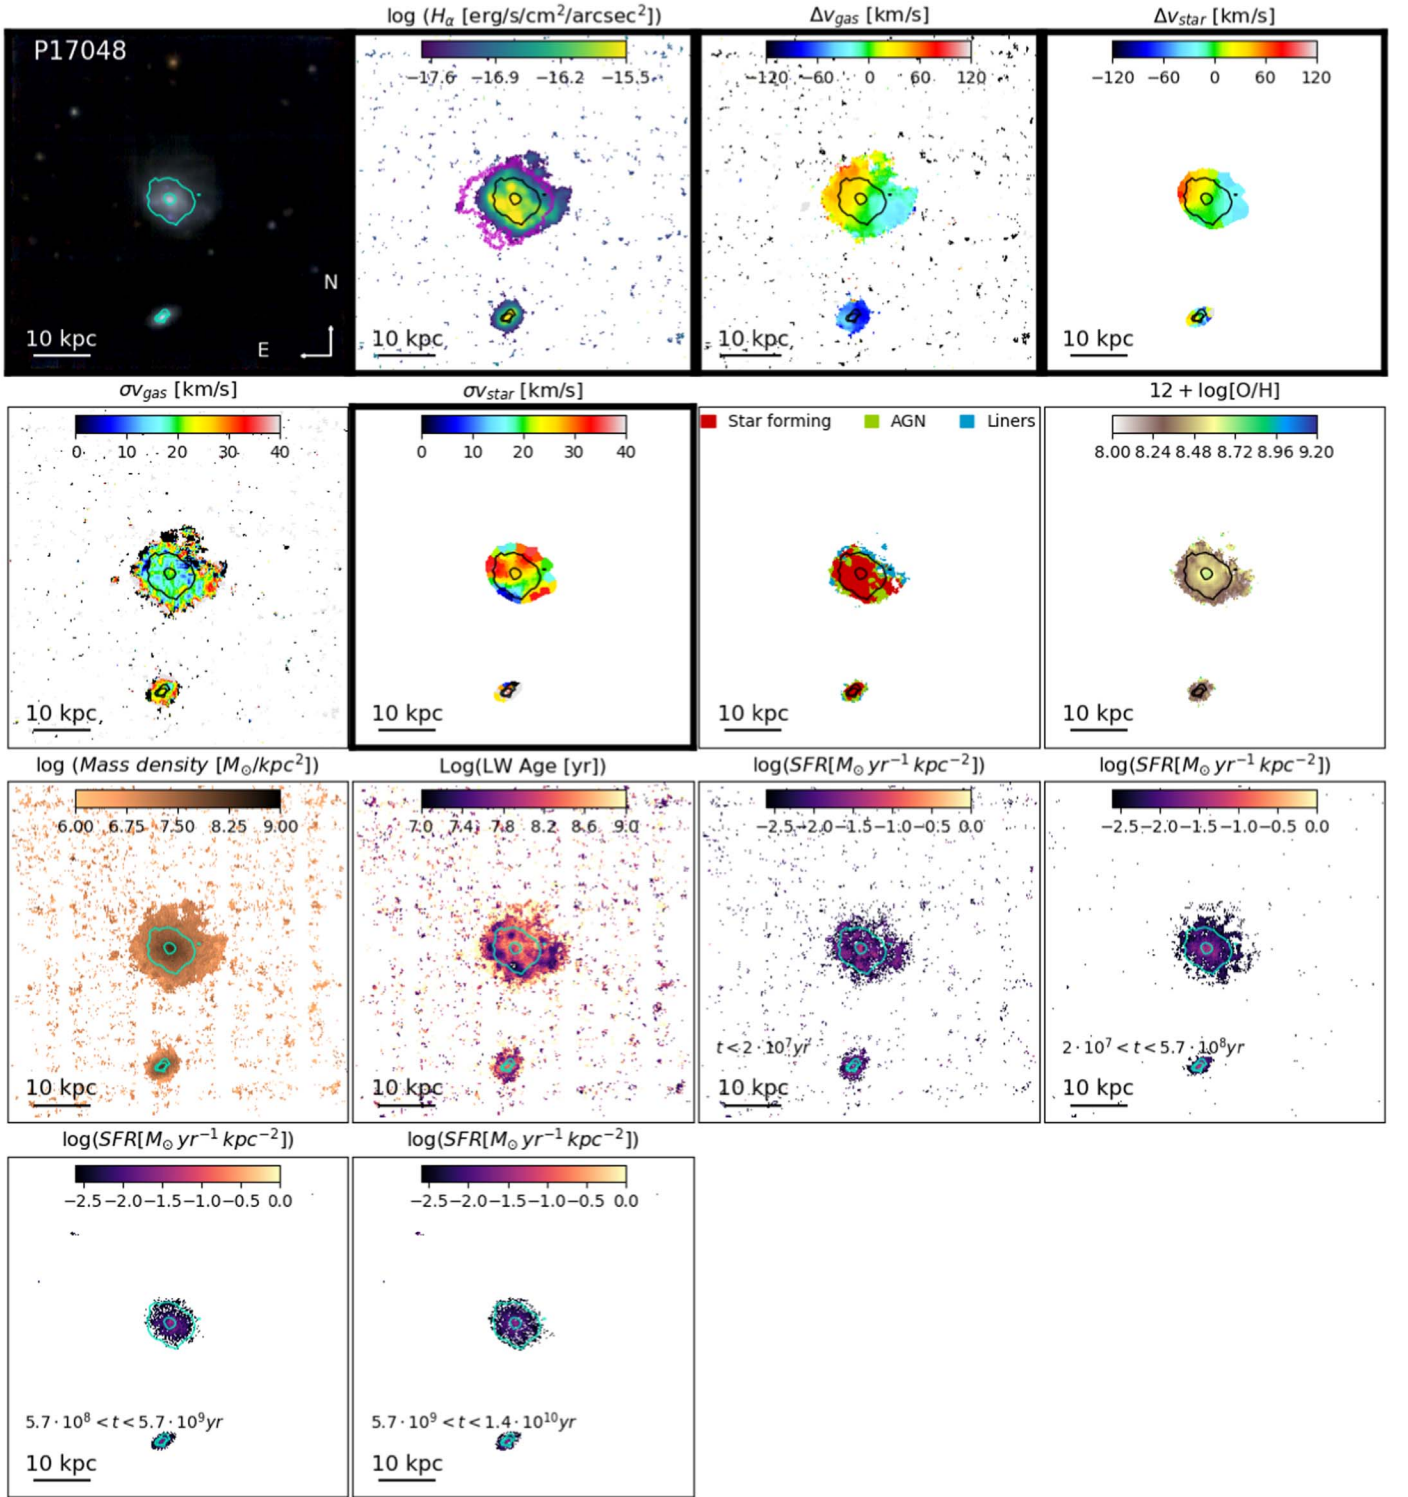 log (Hα [erg/s/cm²/arcsec²]) Δv_gas [km/s] Δv_star [km/s]
P17048
−17.6 −16.9 −16.2 −15.5 −120 −60 0 60 120 −120 −60 0 60 120
N
10 kpc E 10 kpc 10 kpc 10 kpc
σv_gas [km/s] σv_star [km/s] 12 + log[O/H]
Star forming AGN Liners
0 10 20 30 40 0 10 20 30 40 8.00 8.24 8.48 8.72 8.96 9.20
10 kpc 10 kpc 10 kpc 10 kpc
log (Mass density [M⊙/kpc²]) Log(LW Age [yr]) log(SFR[M⊙ yr⁻¹ kpc⁻²]) log(SFR[M⊙ yr⁻¹ kpc⁻²])
6.00 6.75 7.50 8.25 9.00 7.0 7.4 7.8 8.2 8.6 9.0 −2.5 −2.0 −1.5 −1.0 −0.5 0.0 −2.5 −2.0 −1.5 −1.0 −0.5 0.0
t < 2 · 10⁷yr 2 · 10⁷ < t < 5.7 · 10⁸yr
10 kpc 10 kpc 10 kpc 10 kpc
log(SFR[M⊙ yr⁻¹ kpc⁻²]) log(SFR[M⊙ yr⁻¹ kpc⁻²])
−2.5 −2.0 −1.5 −1.0 −0.5 0.0 −2.5 −2.0 −1.5 −1.0 −0.5 0.0
5.7 · 10⁸ < t < 5.7 · 10⁹yr 5.7 · 10⁹ < t < 1.4 · 10¹⁰yr
10 kpc 10 kpc